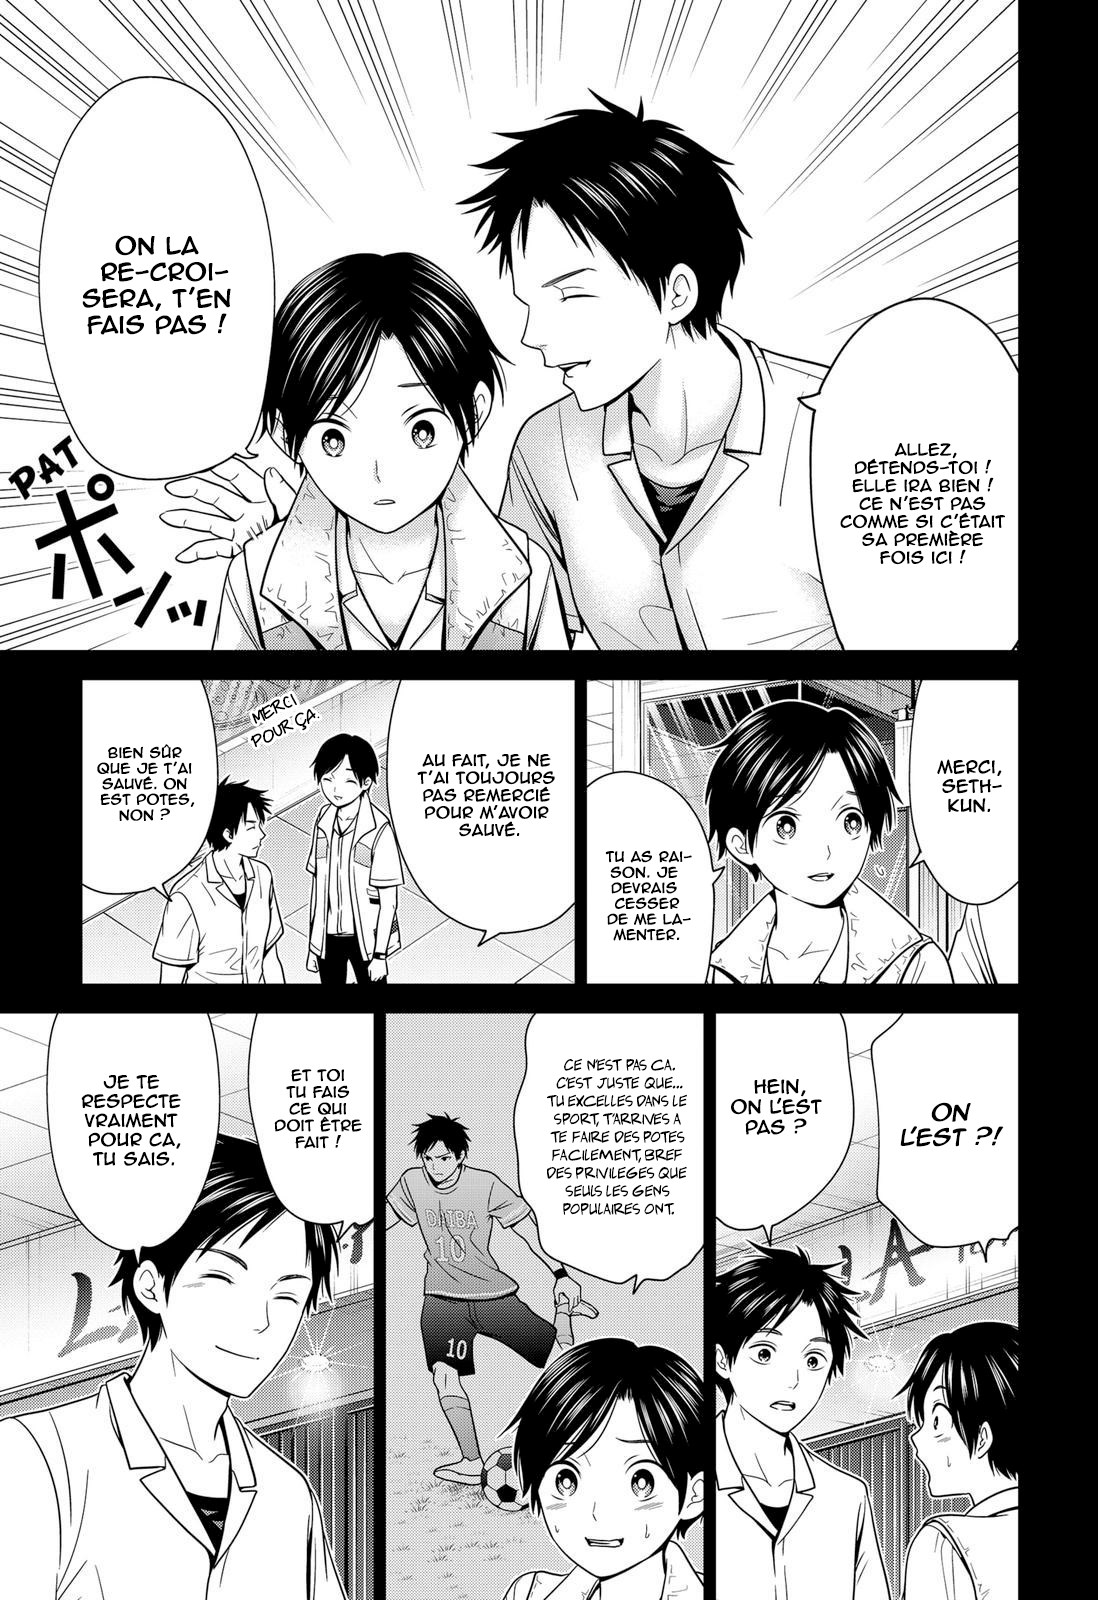 ALLEZ,
DÉTENDS-TOI !
ELLE IRA BIEN !
CE N'EST PAS
COMME SI C'ÉTAIT
SA PREMIÈRE
FOIS ICI !
ON LA
RE-CROI-
SERA, T'EN
FAIS PAS !
PAT
ポンッ
MERCI,
SETH-
KUN.
TU AS RAI-
SON. JE
DEVRAIS
CESSER
DE ME LA-
MENTER.
AU FAIT, JE NE
T'AI TOUJOURS
PAS REMERCIÉ
POUR M'AVOIR
SAUVÉ.
MERCI
POUR ÇA.
BIEN SÛR
QUE JE T'AI
SAUVÉ. ON
EST POTES,
NON ?
ON
L'EST ?!
HEIN,
ON L'EST
PAS ?
CE N'EST PAS CA.
C'EST JUSTE QUE...
TU EXCELLES DANS LE
SPORT, T'ARRIVES A
TE FAIRE DES POTES
FACILEMENT, BREF
DES PRIVILEGES QUE
SEULS LES GENS
POPULAIRES ONT.
DAIBA
10
10
ET TOI
TU FAIS
CE QUI
DOIT ÊTRE
FAIT !
JE TE
RESPECTE
VRAIMENT
POUR CA,
TU SAIS.